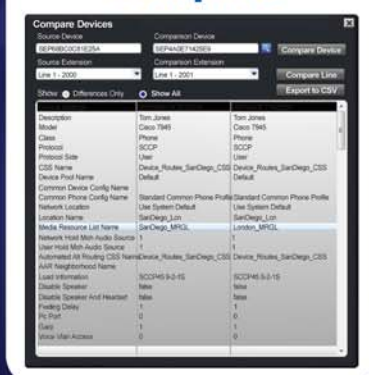 Compare Devices
Source Device Comparison Device
SEP4A0E7142SE9 Compare Device
Source Extension Comparison Extension
Line 1 - 2000 Line 1 - 2001 Compare Line
Show Differences Only Show All Export to CSV
Description Tom Jones Tom Jones
Model Cisco 7945 Cisco 7945
Class Phone Phone
Protocol SCCP SCCP
Protocol Side User User
CSS Name Device_Routes_SanDiego_CSS Device_Routes_SanDiego_CSS
Device Pool Name Default Default
Common Device Config Name
Common Phone Config Name Standard Common Phone Profile Standard Common Phone Profile
Network Location Use System Default Use System Default
Location Name SanDiego_Lcn SanDiego_Lcn
Media Resource List Name SanDiego_MRGL London_MRGL
Network Hold Moh Audio Source 1 1
User Hold Moh Audio Source 1 1
Automated Alt Routing CSS Name Device_Routes_SanDiego_CSS Device_Routes_SanDiego_CSS
AAR Neighborhood Name
Load Information SCCP45.9-2-1S SCCP45.9-2-1S
Disable Speaker false false
Disable Speaker And Headset false false
Fwding Delay 1 1
Pc Port 0 0
Garp 1 1
Voice Vlan Access 0 0